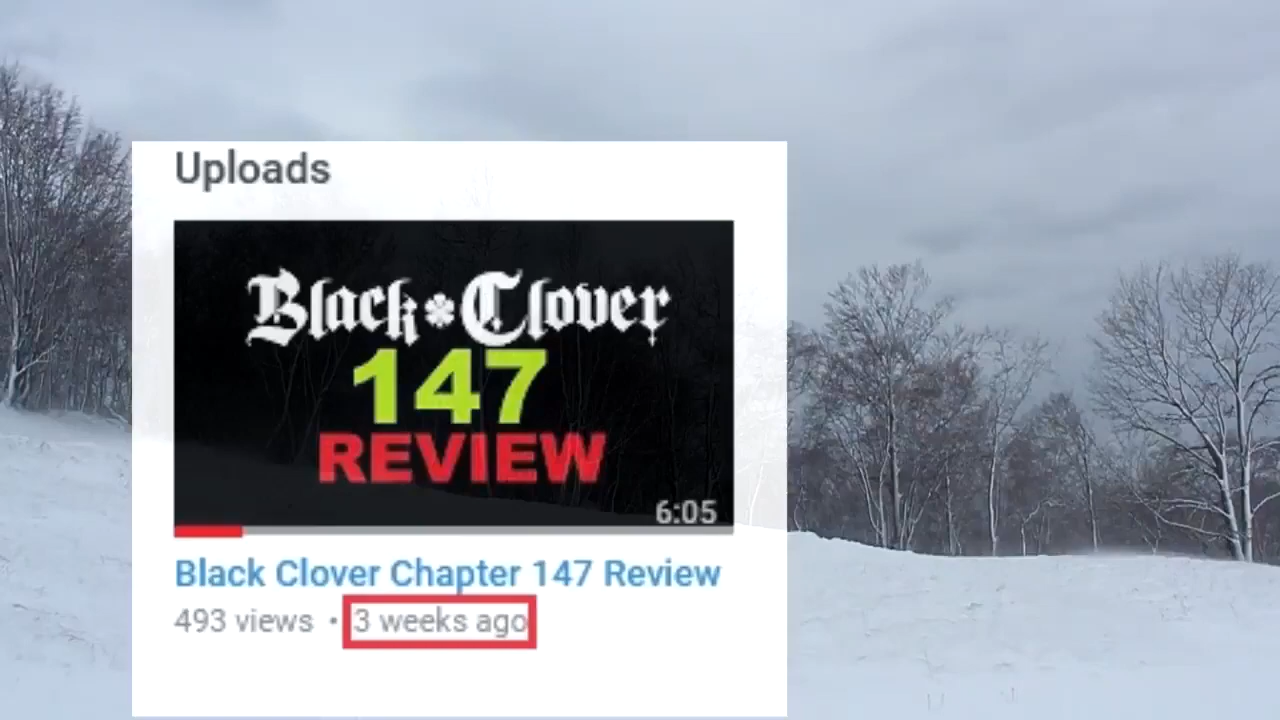 Uploads
Black Clover
147
REVIEW
6:05
Black Clover Chapter 147 Review
493 views • 3 weeks ago